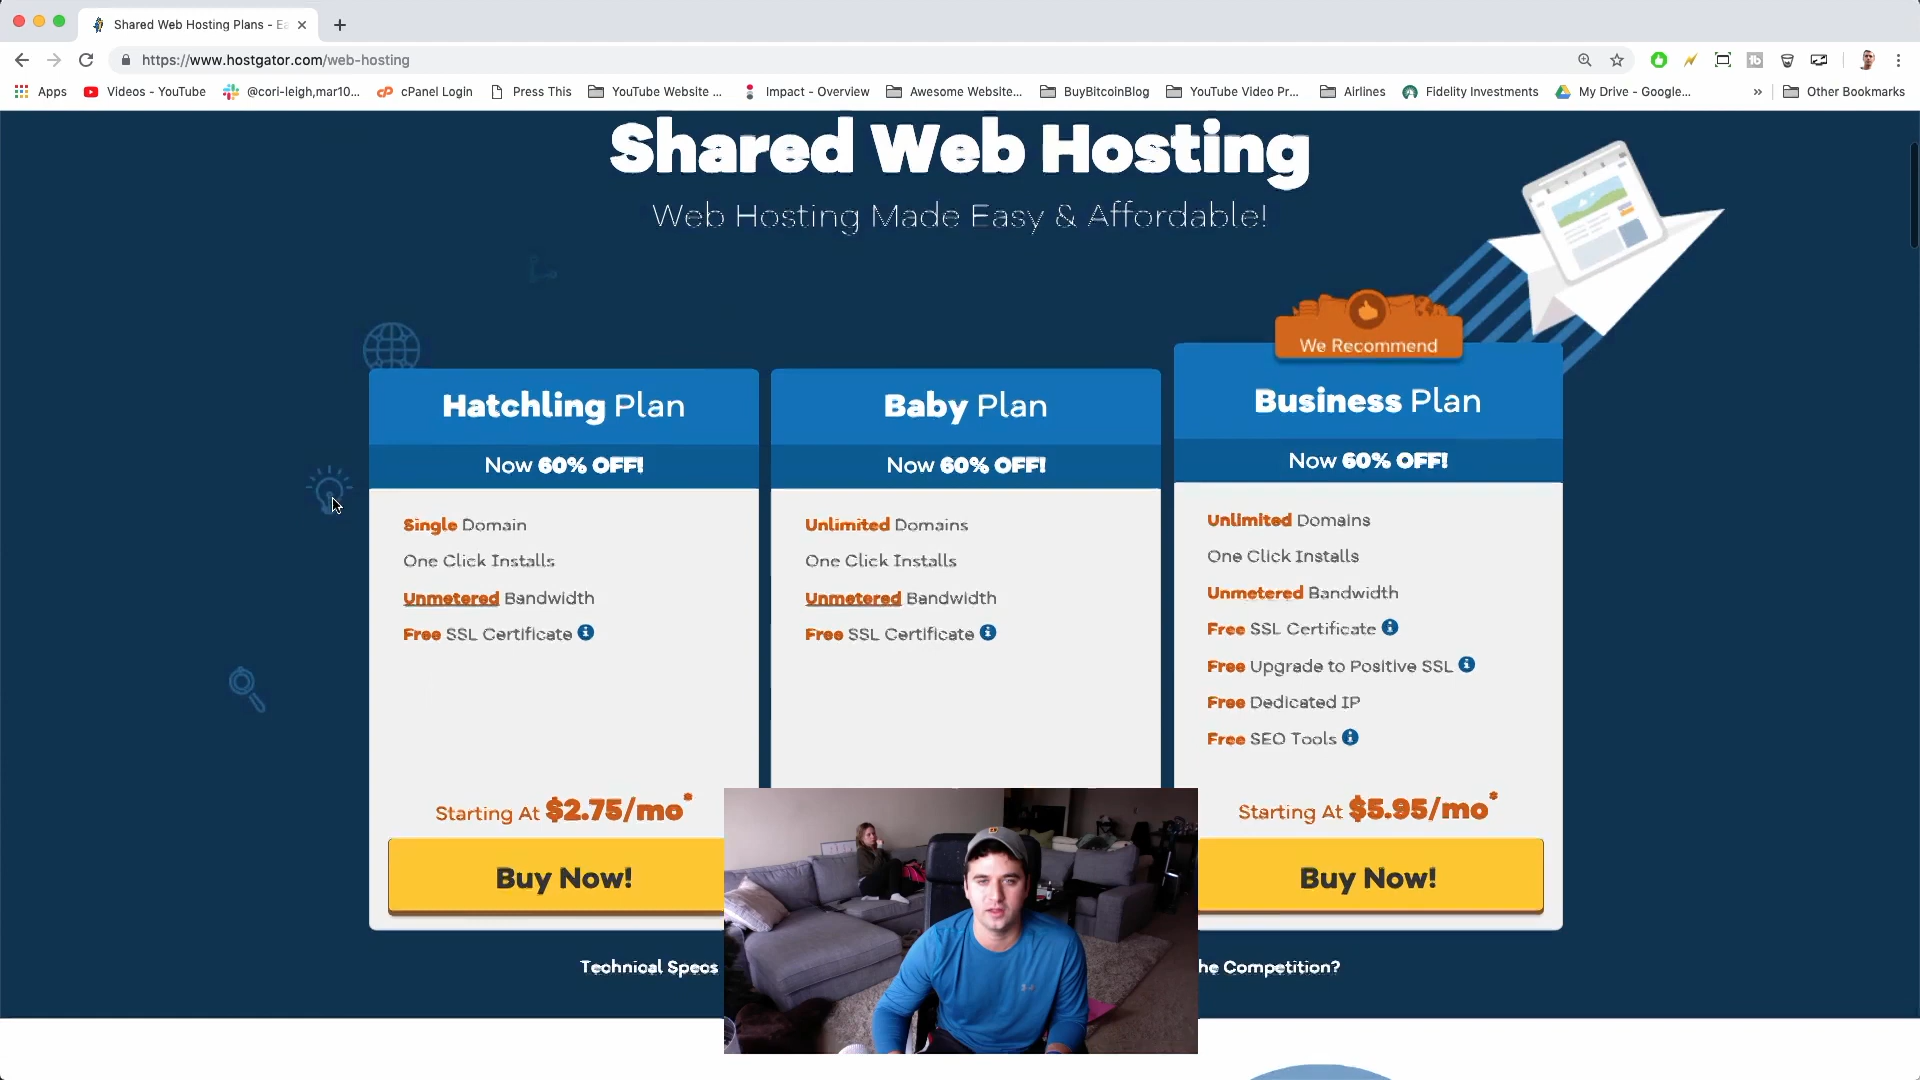 Shared Web Hosting Plans - Ea
https://www.hostgator.com/web-hosting
Apps
Videos - YouTube
@cori-leigh,mar10...
cPanel Login
Press This
YouTube Website ...
Impact - Overview
Awesome Website...
BuyBitcoinBlog
YouTube Video Pr...
Airlines
Fidelity Investments
My Drive - Google...
»
Other Bookmarks
Shared Web Hosting
Web Hosting Made Easy & Affordable!
We Recommend
Hatchling Plan
Now 60% OFF!
Single Domain
One Click Installs
Unmetered Bandwidth
Free SSL Certificate
Starting At $2.75/mo*
Buy Now!
Baby Plan
Now 60% OFF!
Unlimited Domains
One Click Installs
Unmetered Bandwidth
Free SSL Certificate
Business Plan
Now 60% OFF!
Unlimited Domains
One Click Installs
Unmetered Bandwidth
Free SSL Certificate
Free Upgrade to Positive SSL
Free Dedicated IP
Free SEO Tools
Starting At $5.95/mo*
Buy Now!
Technical Specs
he Competition?